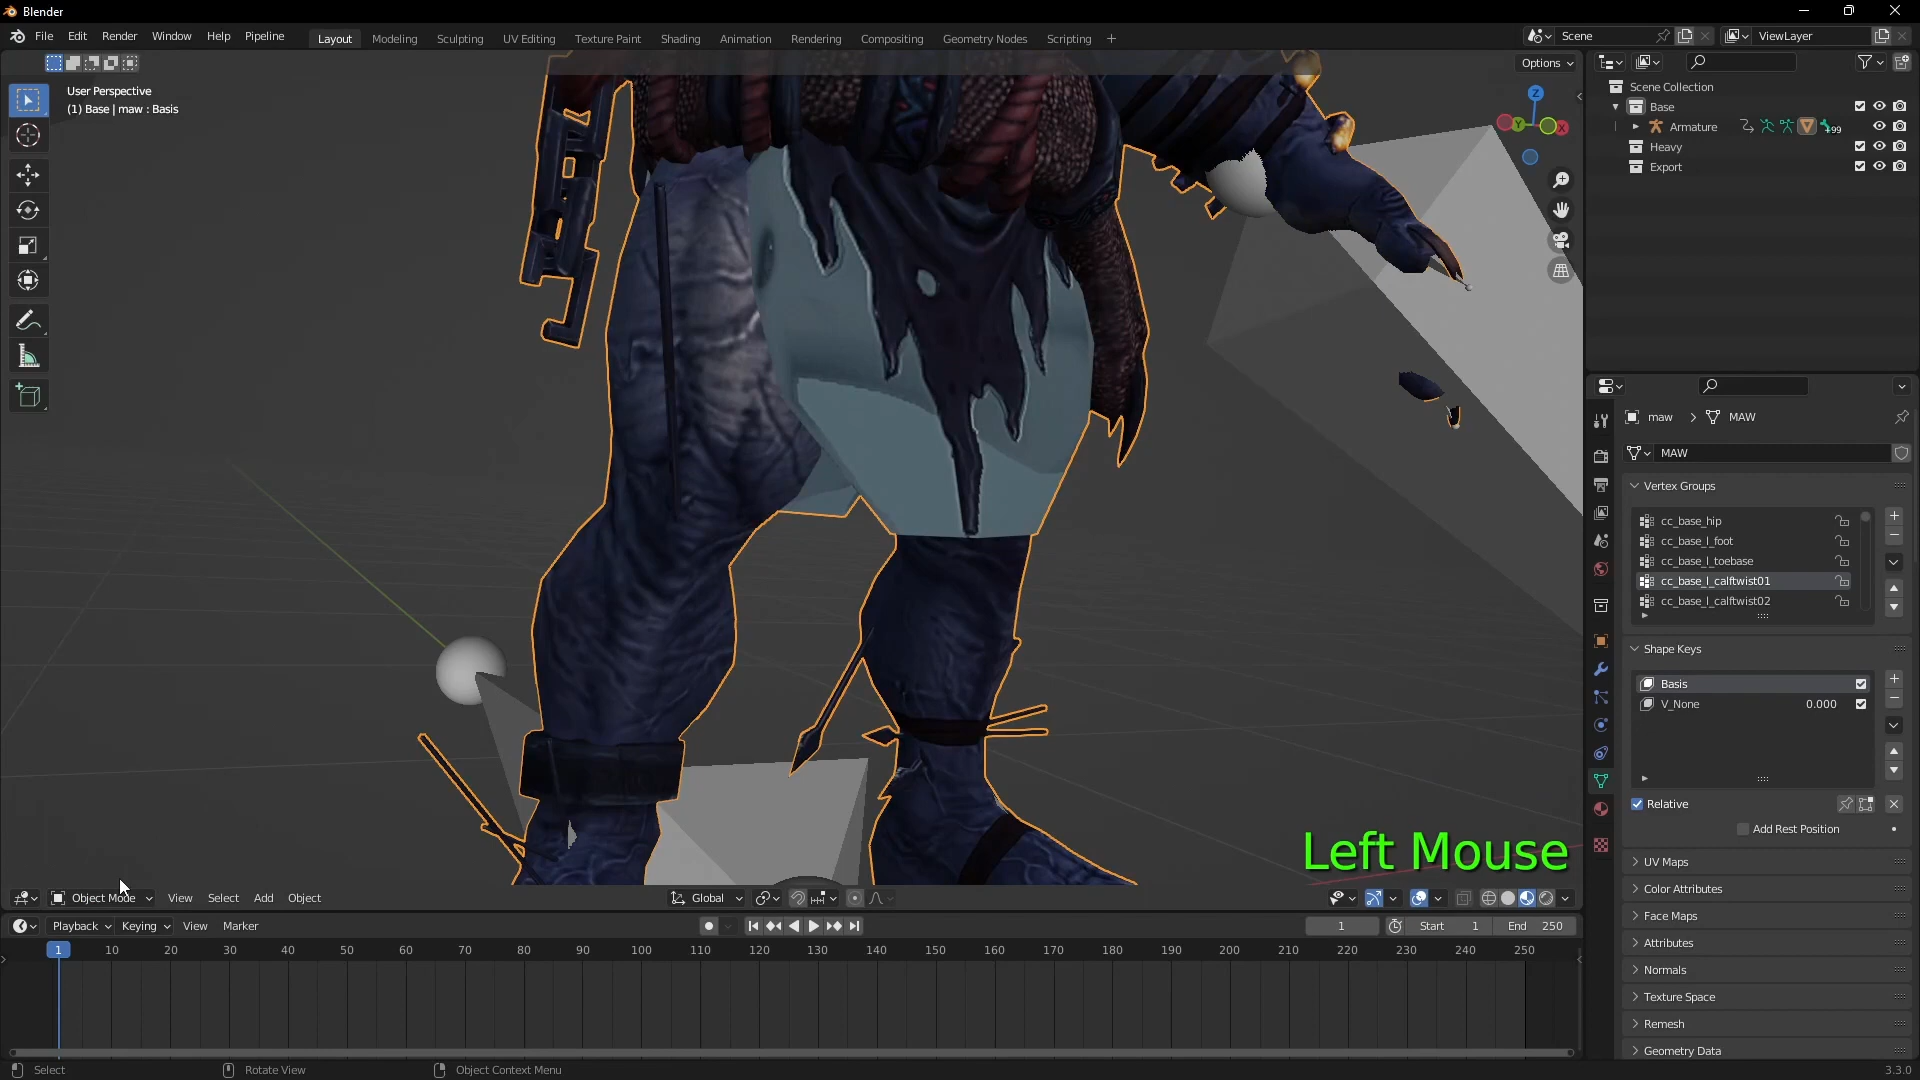 Blender
File Edit Render Window Help Pipeline Layout Modeling Sculpting UV Editing Texture Paint Shading Animation Rendering Compositing Geometry Nodes Scripting + Scene ViewLayer
Options
User Perspective
(1) Base | maw : Basis
Z
Y
X
Scene Collection
Base
Armature 99
Heavy
Export
maw > MAW
MAW
Vertex Groups
cc_base_hip
cc_base_l_foot
cc_base_l_toebase
cc_base_l_calftwist01
cc_base_l_calftwist02
Shape Keys
Basis
V_None 0.000
Relative
Add Rest Position
UV Maps
Color Attributes
Face Maps
Attributes
Normals
Texture Space
Remesh
Geometry Data
Left Mouse
Object Mode View Select Add Object Global
Playback Keying View Marker 1 Start 1 End 250
1 10 20 30 40 50 60 70 80 90 100 110 120 130 140 150 160 170 180 190 200 210 220 230 240 250
Select Rotate View Object Context Menu 3.3.0